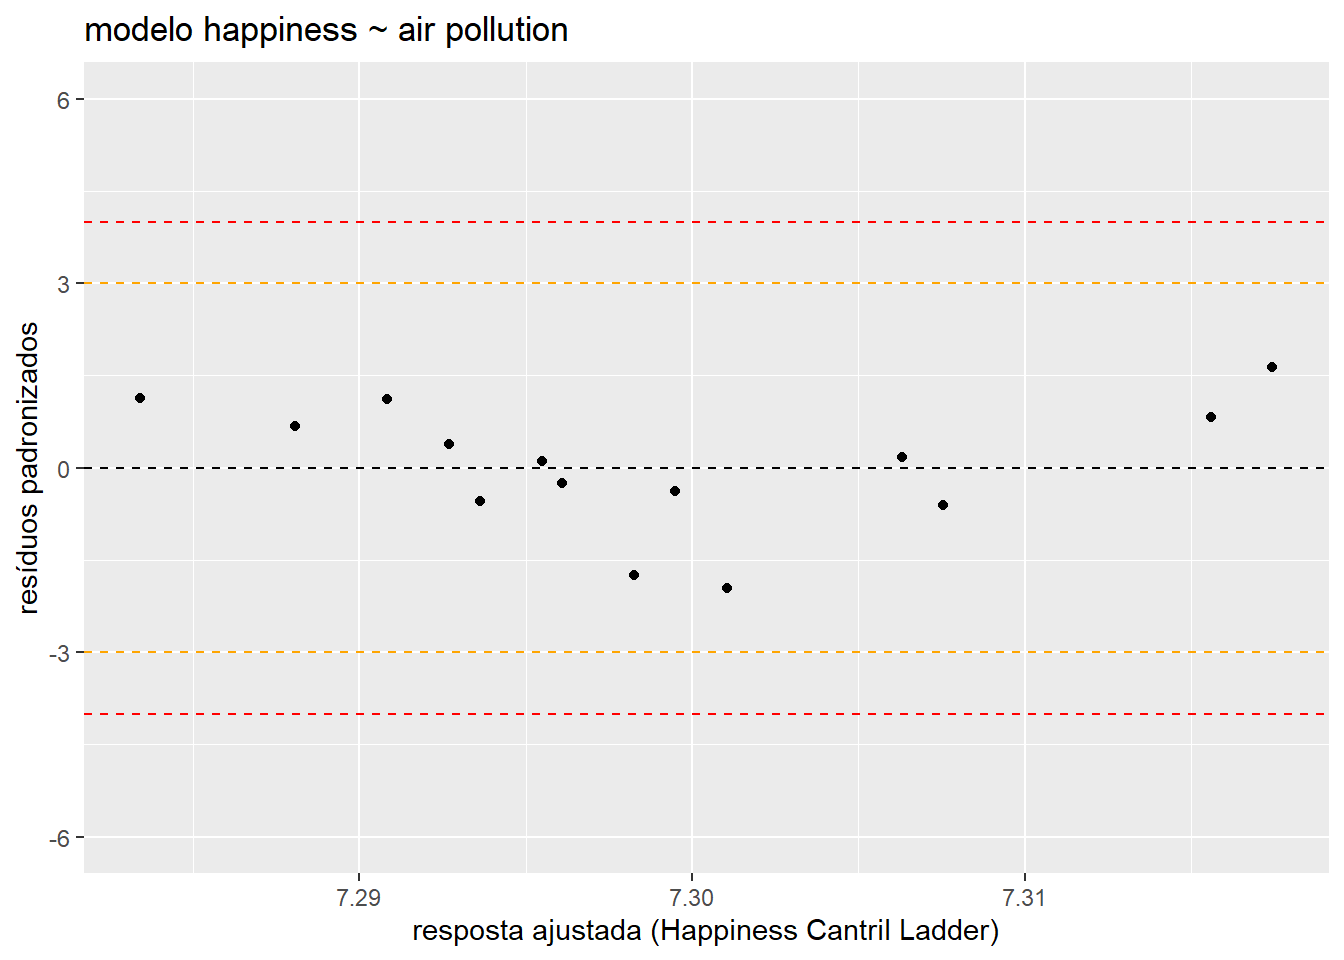 modelo happiness ~ air pollution
6
3
0
-3
-6
resíduos padronizados
7.29
7.30
7.31
resposta ajustada (Happiness Cantril Ladder)